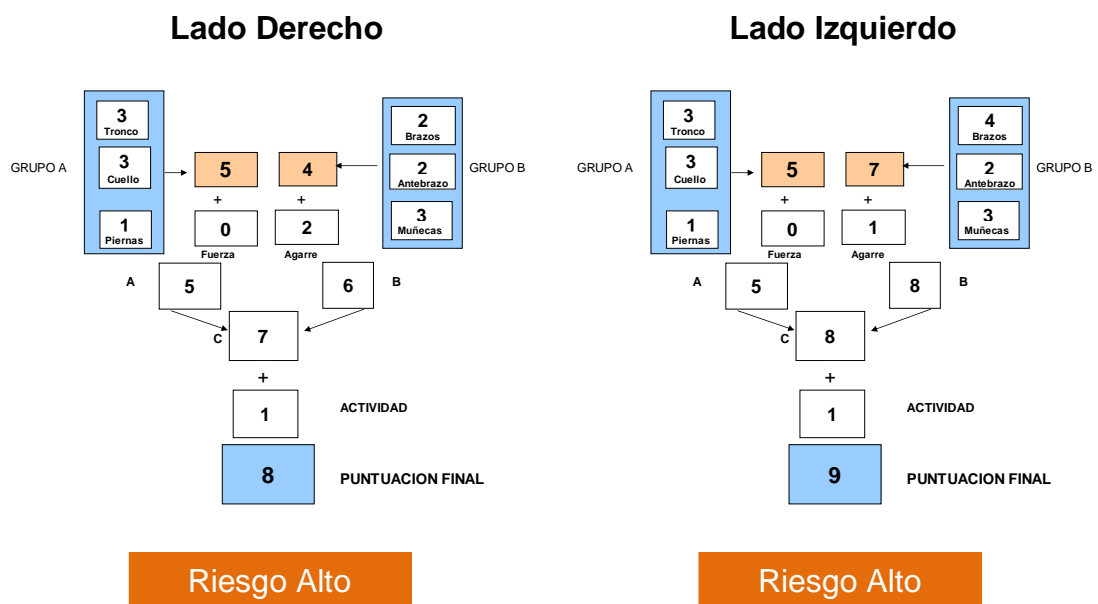 Lado Derecho
3
Tronco
3
Cuello
1
Piernas
GRUPO A
5
4
+
+
0
2
Fuerza
Agarre
2
Brazos
2
Antebrazo
3
Muñecas
GRUPO B
A
5
6
B
C
7
+
1
ACTIVIDAD
8
PUNTUACION FINAL
Riesgo Alto
Lado Izquierdo
3
Tronco
3
Cuello
1
Piernas
GRUPO A
5
7
+
+
0
1
Fuerza
Agarre
4
Brazos
2
Antebrazo
3
Muñecas
GRUPO B
A
5
8
B
C
8
+
1
ACTIVIDAD
9
PUNTUACION FINAL
Riesgo Alto